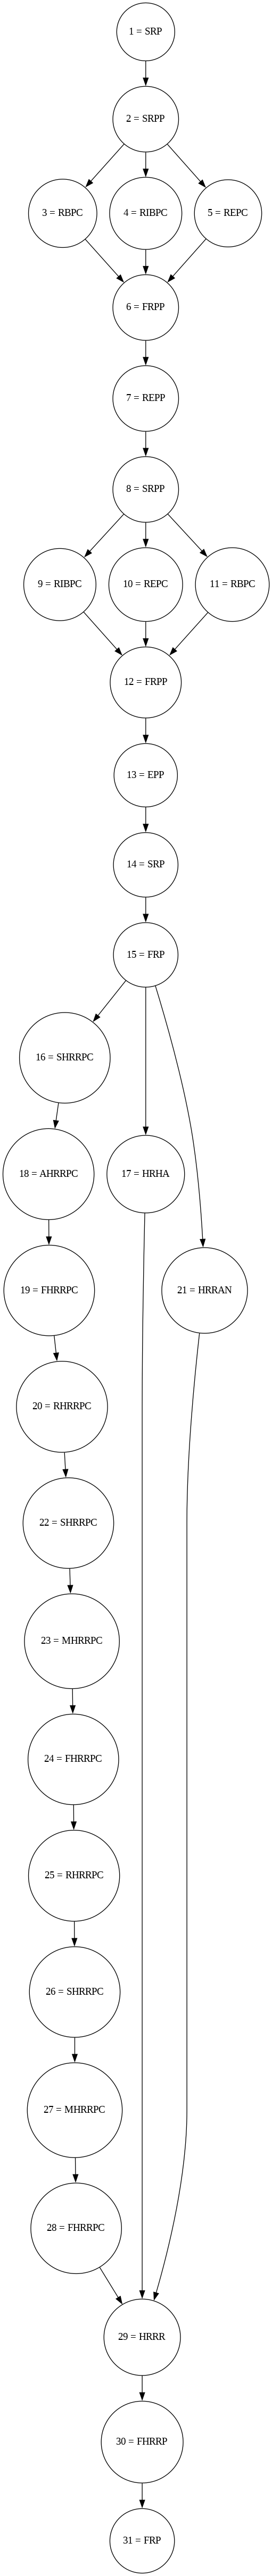 1 = SRP
2 = SRPP
3 = RBPC
4 = RIBPC
5 = REPC
6 = FRPP
7 = REPP
8 = SRPP
9 = RIBPC
10 = REPC
11 = RBPC
12 = FRPP
13 = EPP
14 = SRP
15 = FRP
16 = SHRRPC
18 = AHRRPC
17 = HRHA
19 = FHRRPC
21 = HRRAN
20 = RHRRPC
22 = SHRRPC
23 = MHRRPC
24 = FHRRPC
25 = RHRRPC
26 = SHRRPC
27 = MHRRPC
28 = FHRRPC
29 = HRRR
30 = FHRRP
31 = FRP